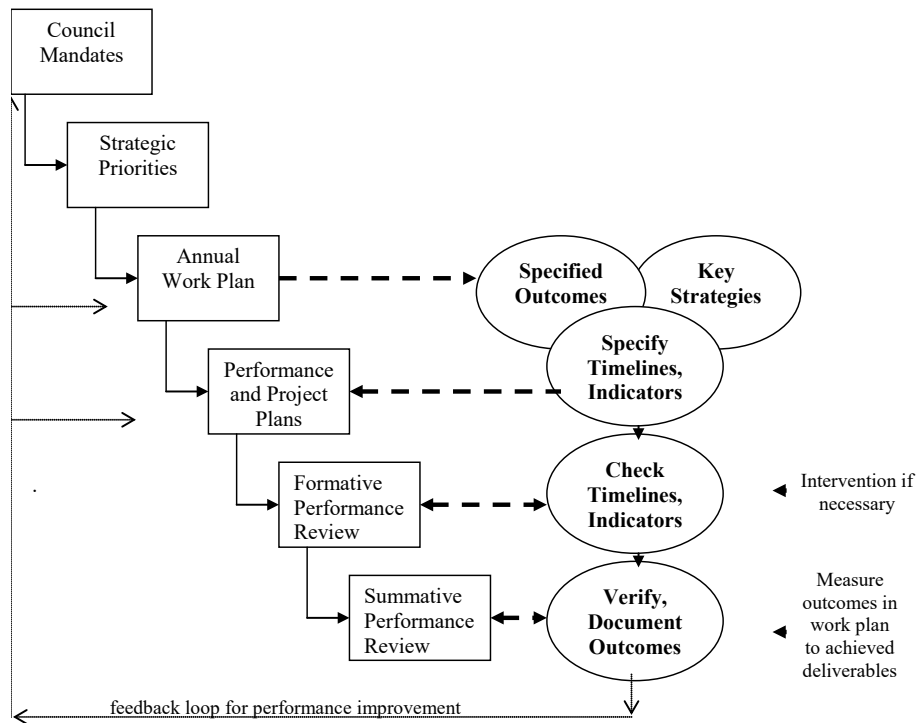 Council
Mandates
Strategic
Priorities
Annual
Work Plan
Specified
Outcomes
Key
Strategies
Specify
Timelines,
Indicators
Performance
and Project
Plans
Formative
Performance
Review
Check
Timelines,
Indicators
Intervention if
necessary
Summative
Performance
Review
Verify,
Document
Outcomes
Measure
outcomes in
work plan
to achieved
deliverables
feedback loop for performance improvement